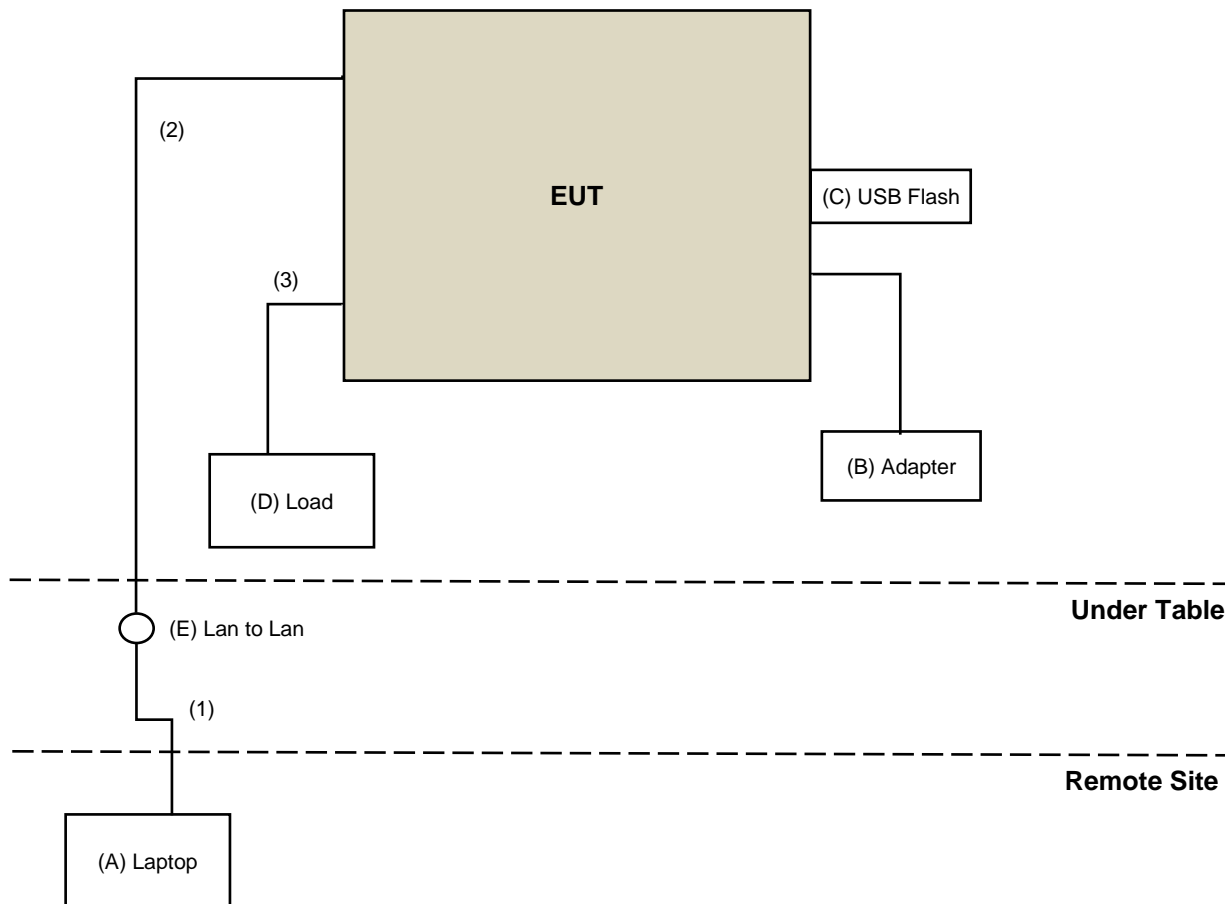 (2)
EUT
(C) USB Flash
(3)
(B) Adapter
(D) Load
Under Table
(E) Lan to Lan
(1)
Remote Site
(A) Laptop